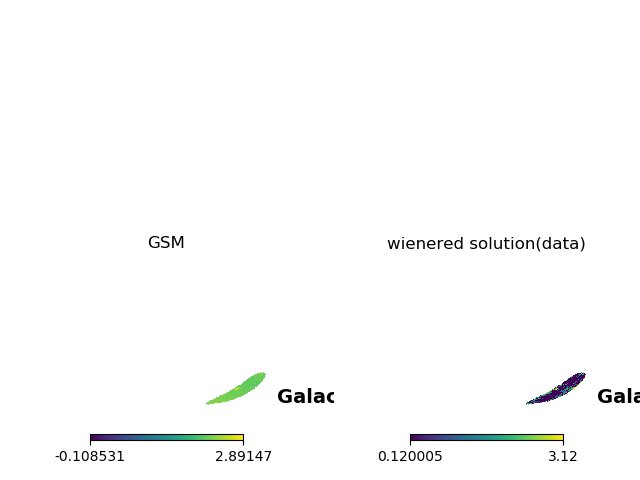 GSM
wienered solution(data)
Galac
Gala
-0.108531
2.89147
0.120005
3.12